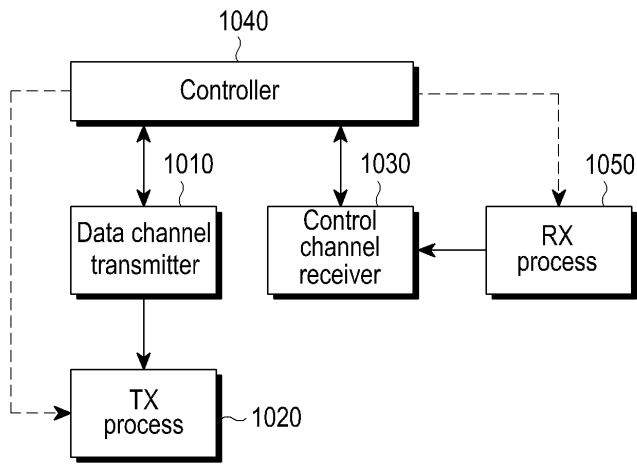 1040
Controller
1010
1030
1050
Data channel
transmitter
Control
channel
receiver
RX
process
TX
process
1020